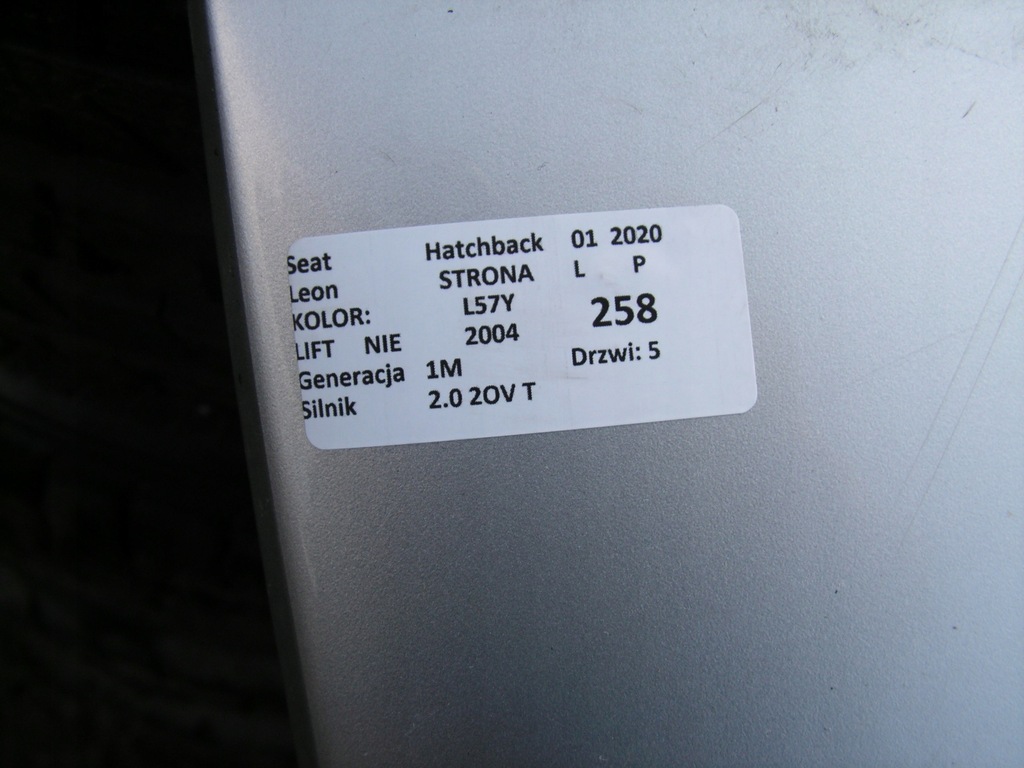 Seat Hatchback 01 2020
Leon STRONA L P
KOLOR: L57Y 258
LIFT NIE 2004
Generacja 1M Drzwi: 5
Silnik 2.0 2OV T